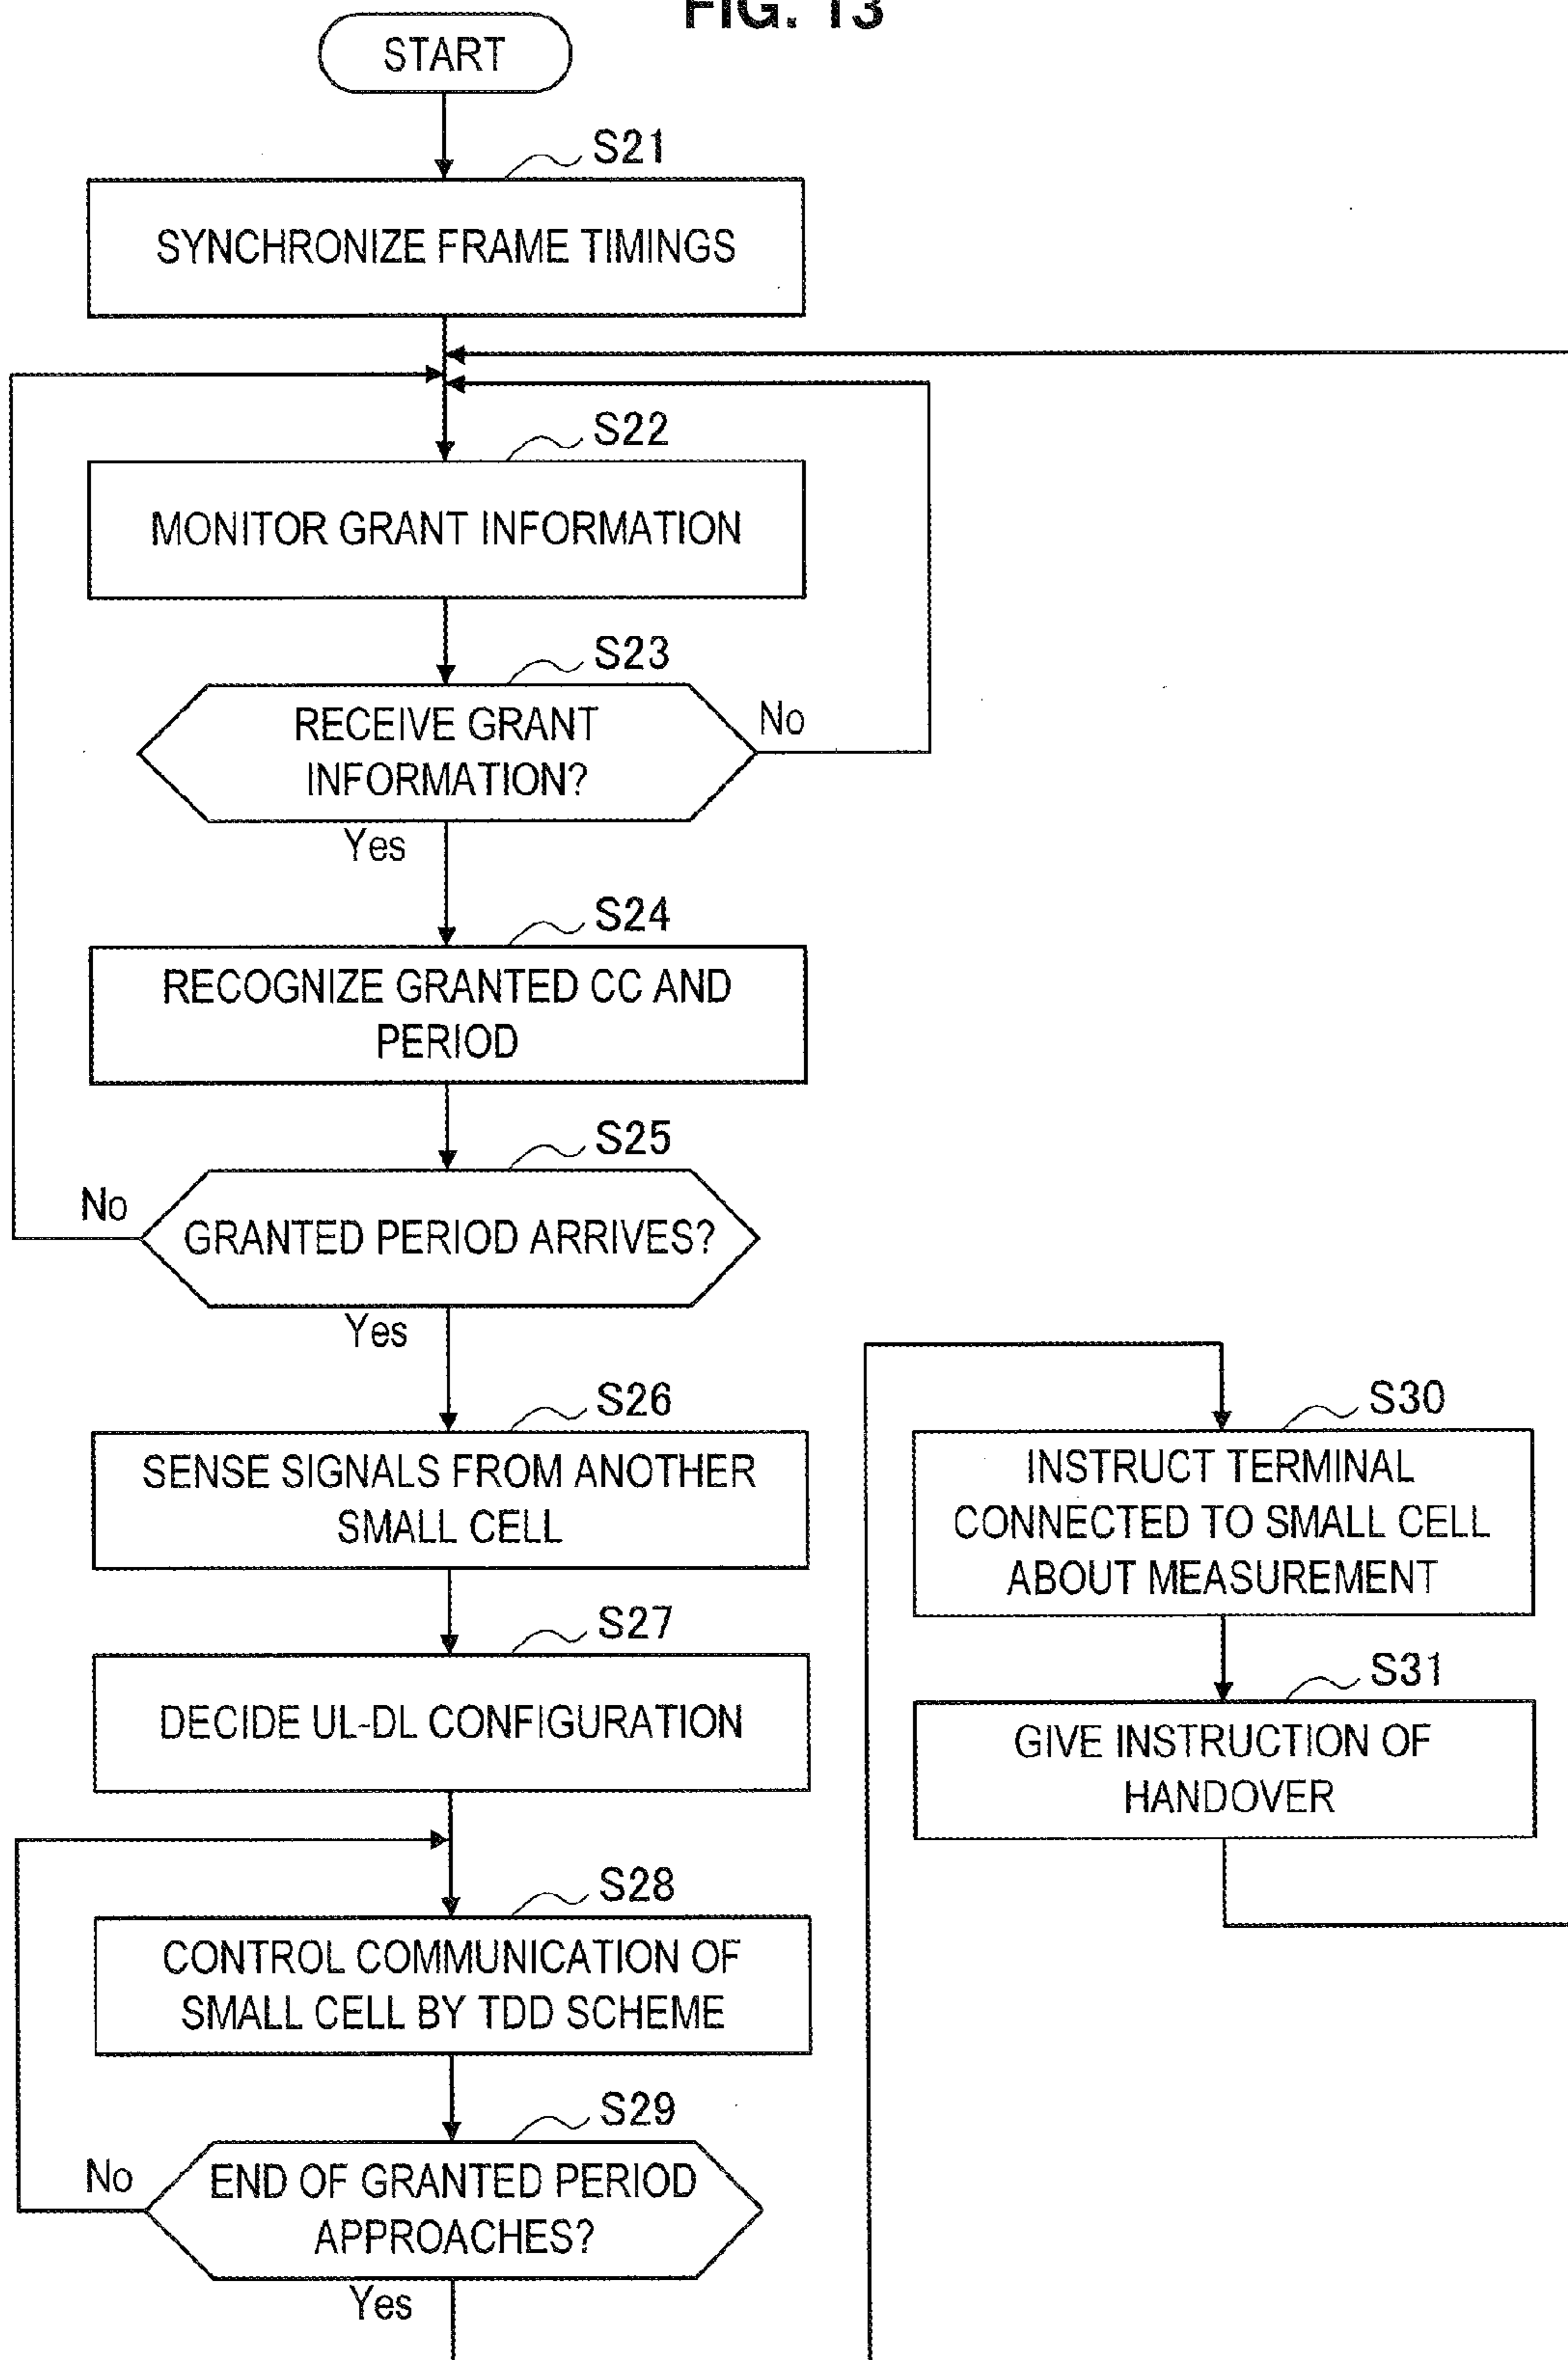 FIG. 13
START
S21
SYNCHRONIZE FRAME TIMINGS
S22
MONITOR GRANT INFORMATION
S23
RECEIVE GRANT
INFORMATION?
No
Yes
S24
RECOGNIZE GRANTED CC AND
PERIOD
S25
No
GRANTED PERIOD ARRIVES?
Yes
S26
SENSE SIGNALS FROM ANOTHER
SMALL CELL
S27
DECIDE UL-DL CONFIGURATION
S28
CONTROL COMMUNICATION OF
SMALL CELL BY TDD SCHEME
S29
No
END OF GRANTED PERIOD
APPROACHES?
Yes
S30
INSTRUCT TERMINAL
CONNECTED TO SMALL CELL
ABOUT MEASUREMENT
S31
GIVE INSTRUCTION OF
HANDOVER